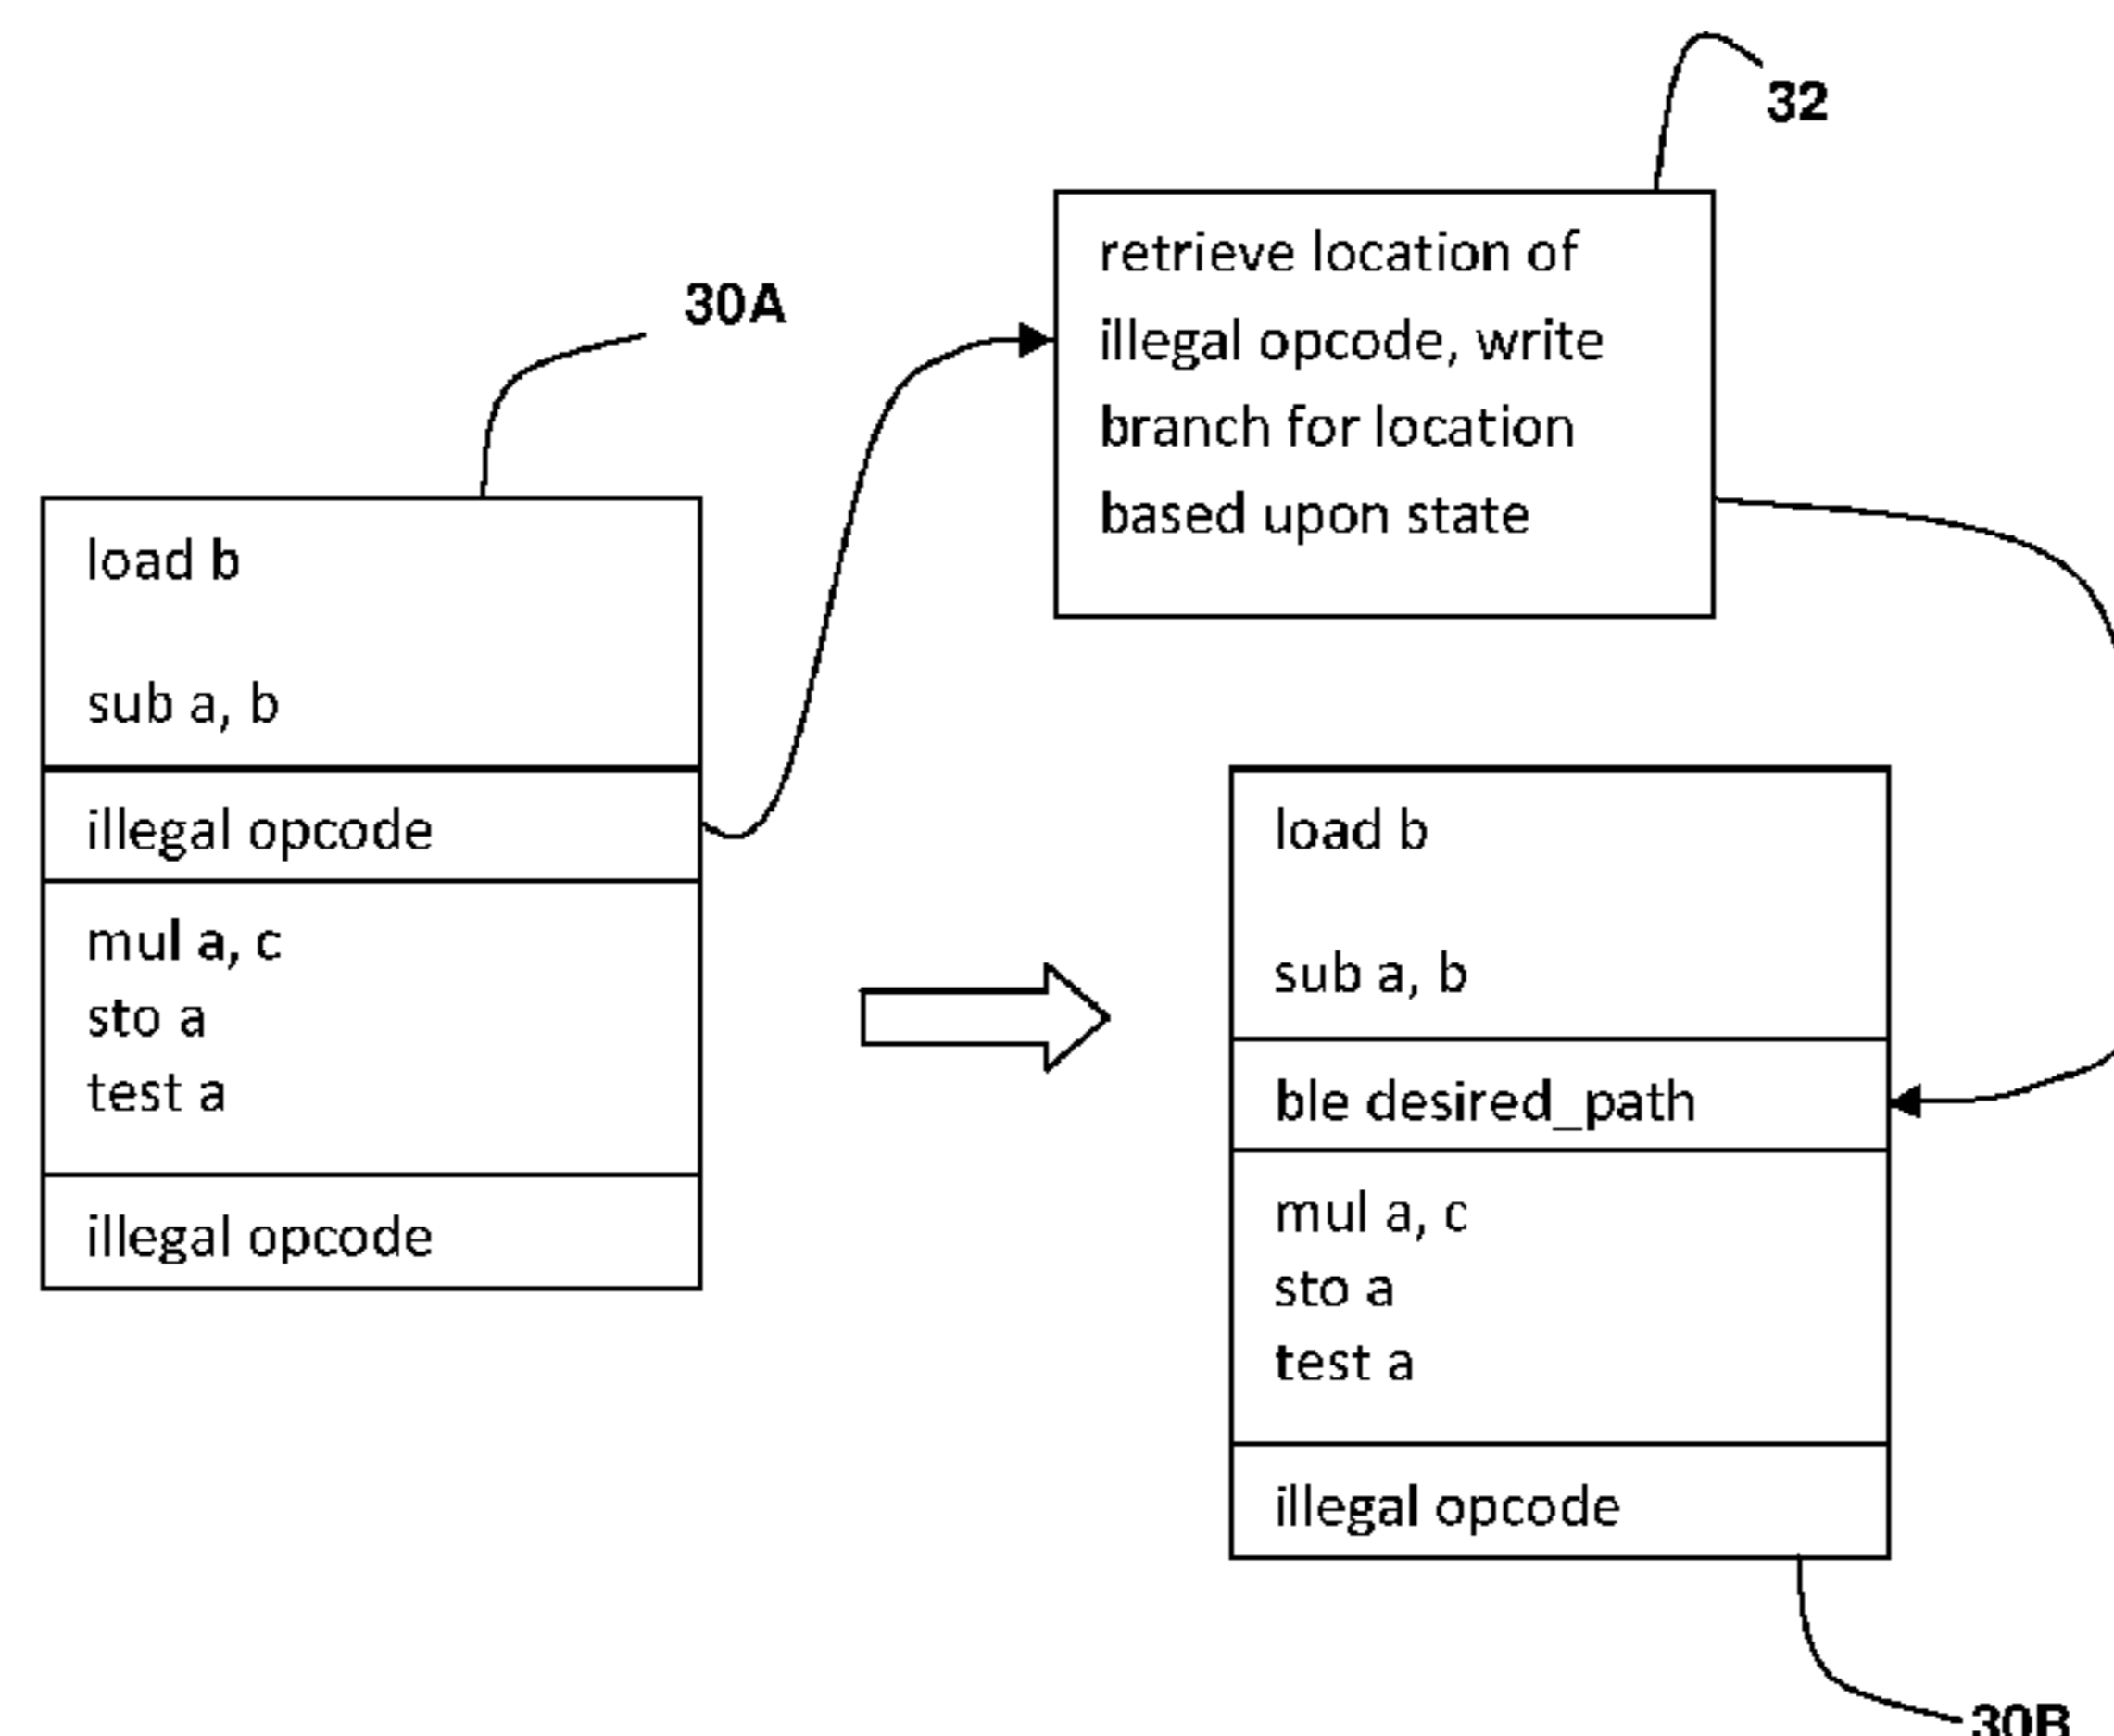 32
30A
retrieve location of
illegal opcode, write
branch for location
based upon state
load b
sub a, b
illegal opcode
mul a, c
sto a
test a
illegal opcode
load b
sub a, b
ble desired_path
mul a, c
sto a
test a
illegal opcode
30B